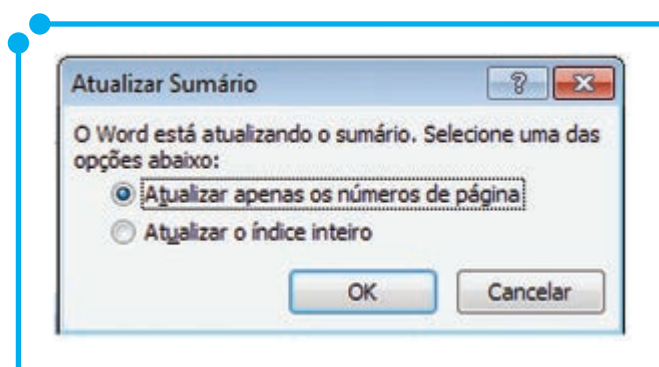 Atualizar Sumário
O Word está atualizando o sumário. Selecione uma das
opções abaixo:
Atualizar apenas os números de página
Atualizar o índice inteiro
OK
Cancelar